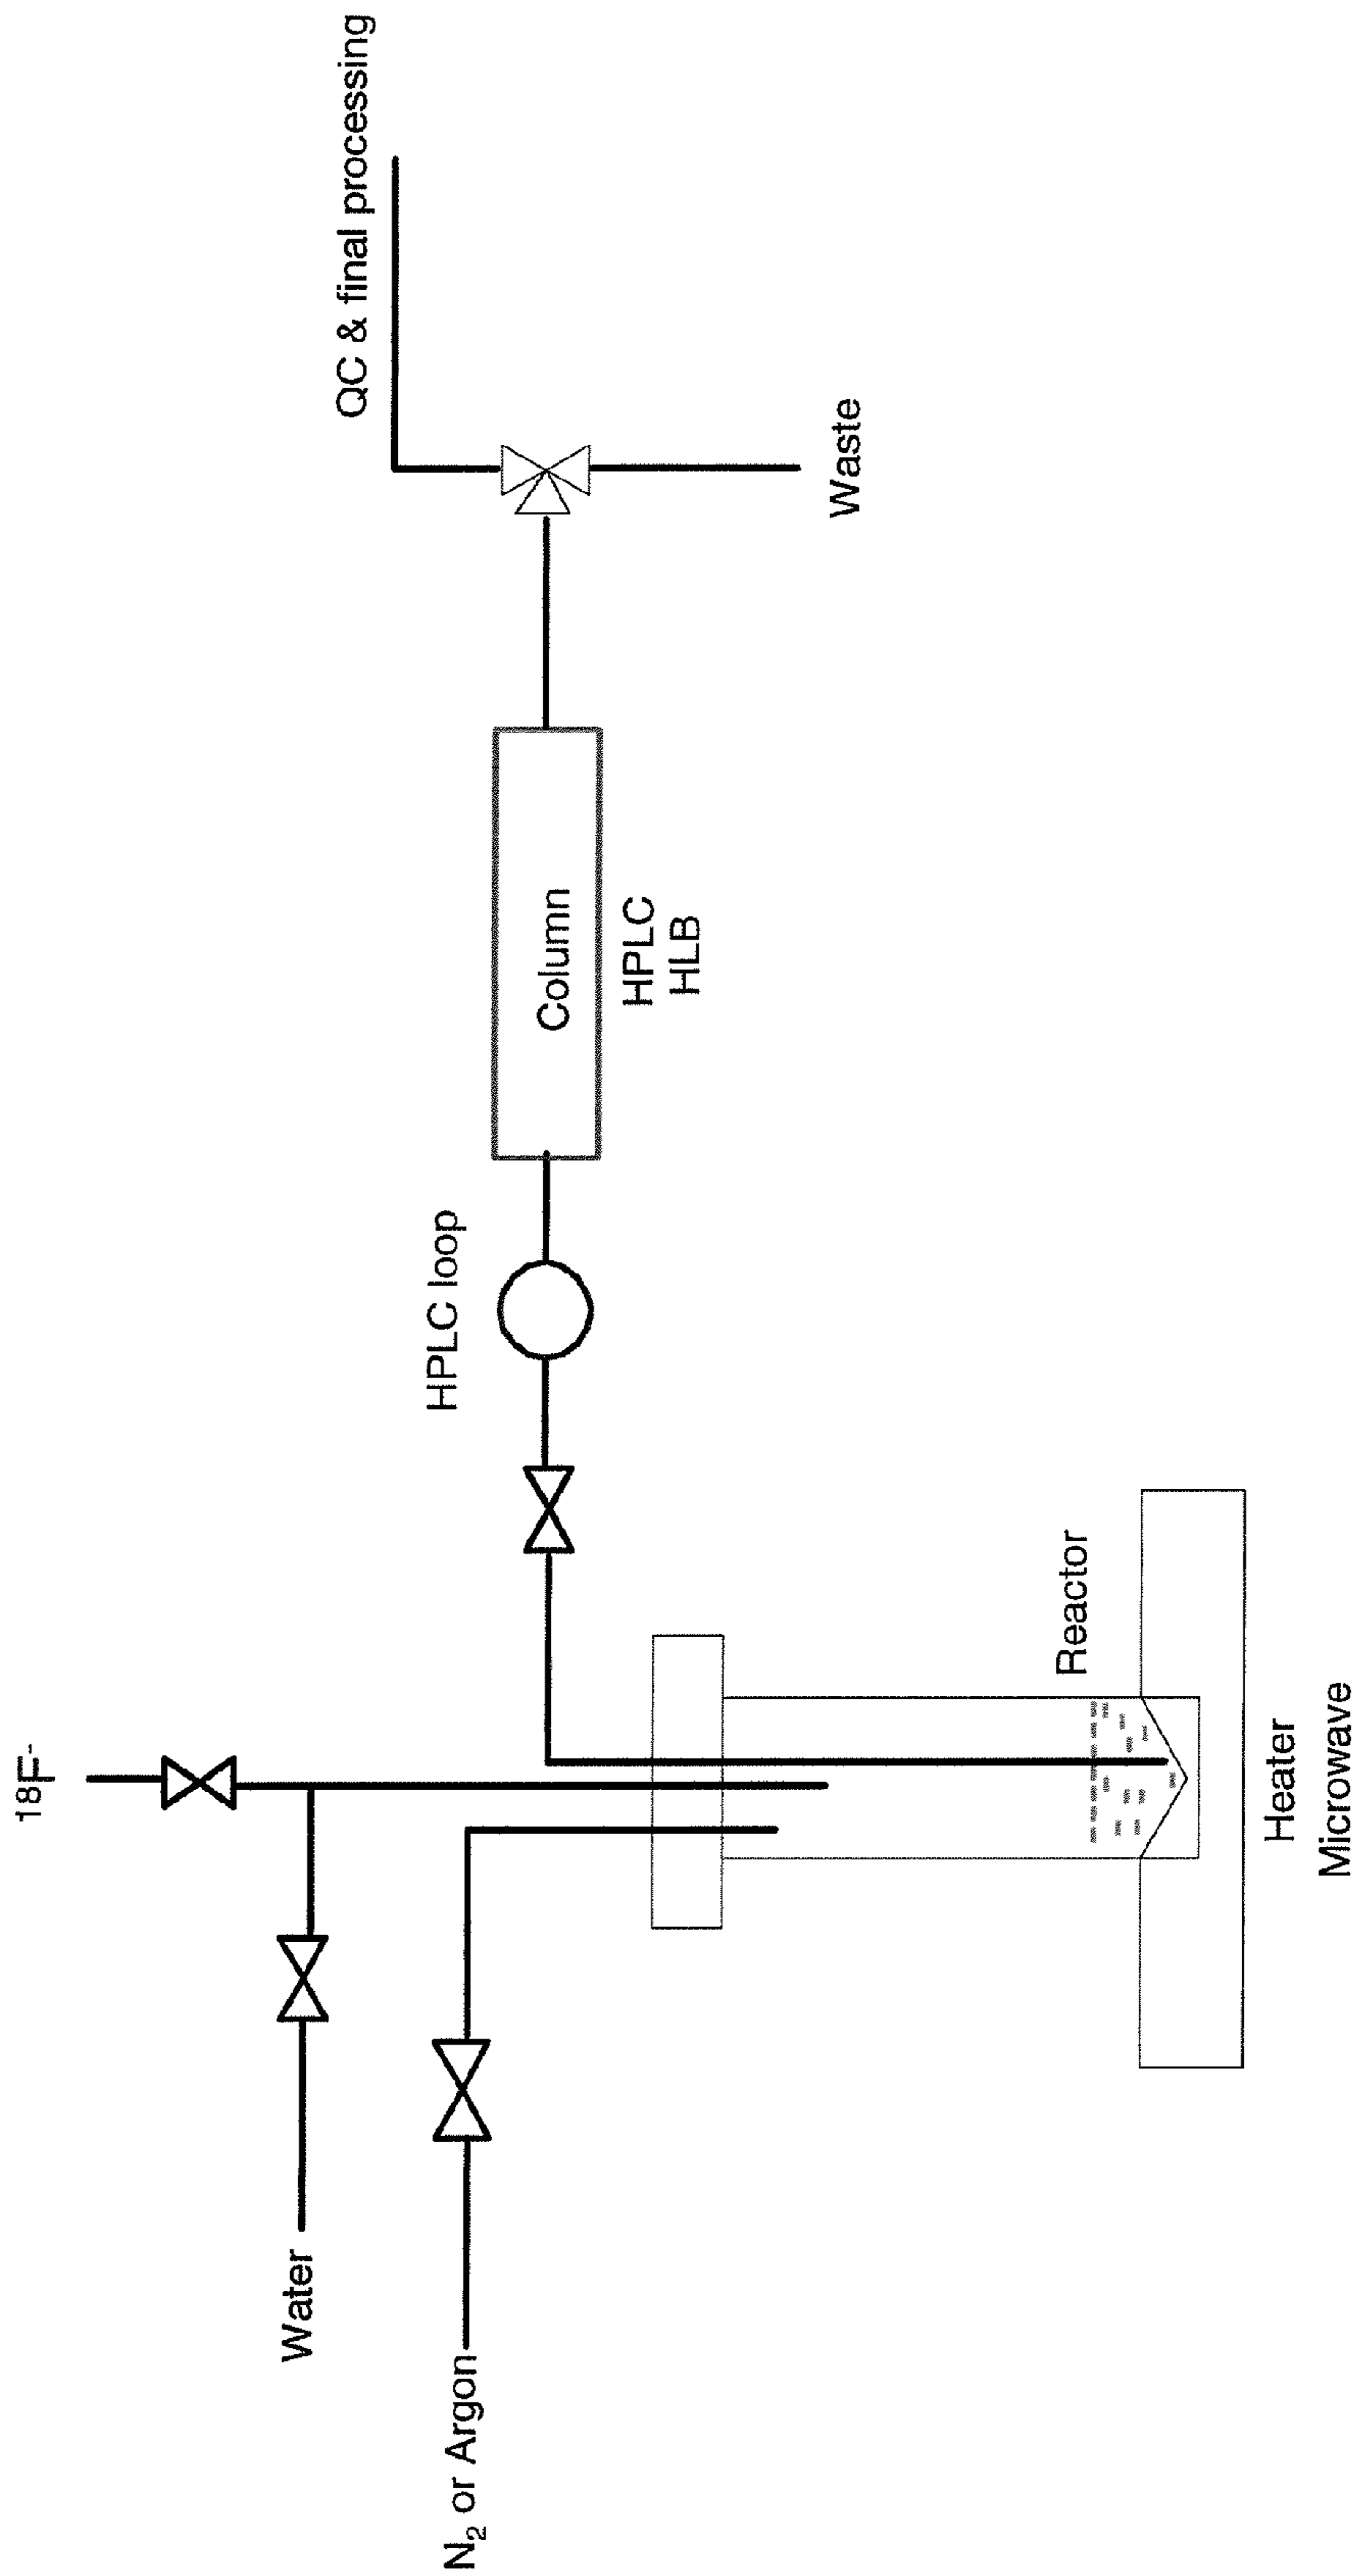 ¹⁸F⁻
Water
N₂ or Argon
HPLC loop
Column
HPLC
HLB
QC & final processing
Waste
Reactor
Heater
Microwave